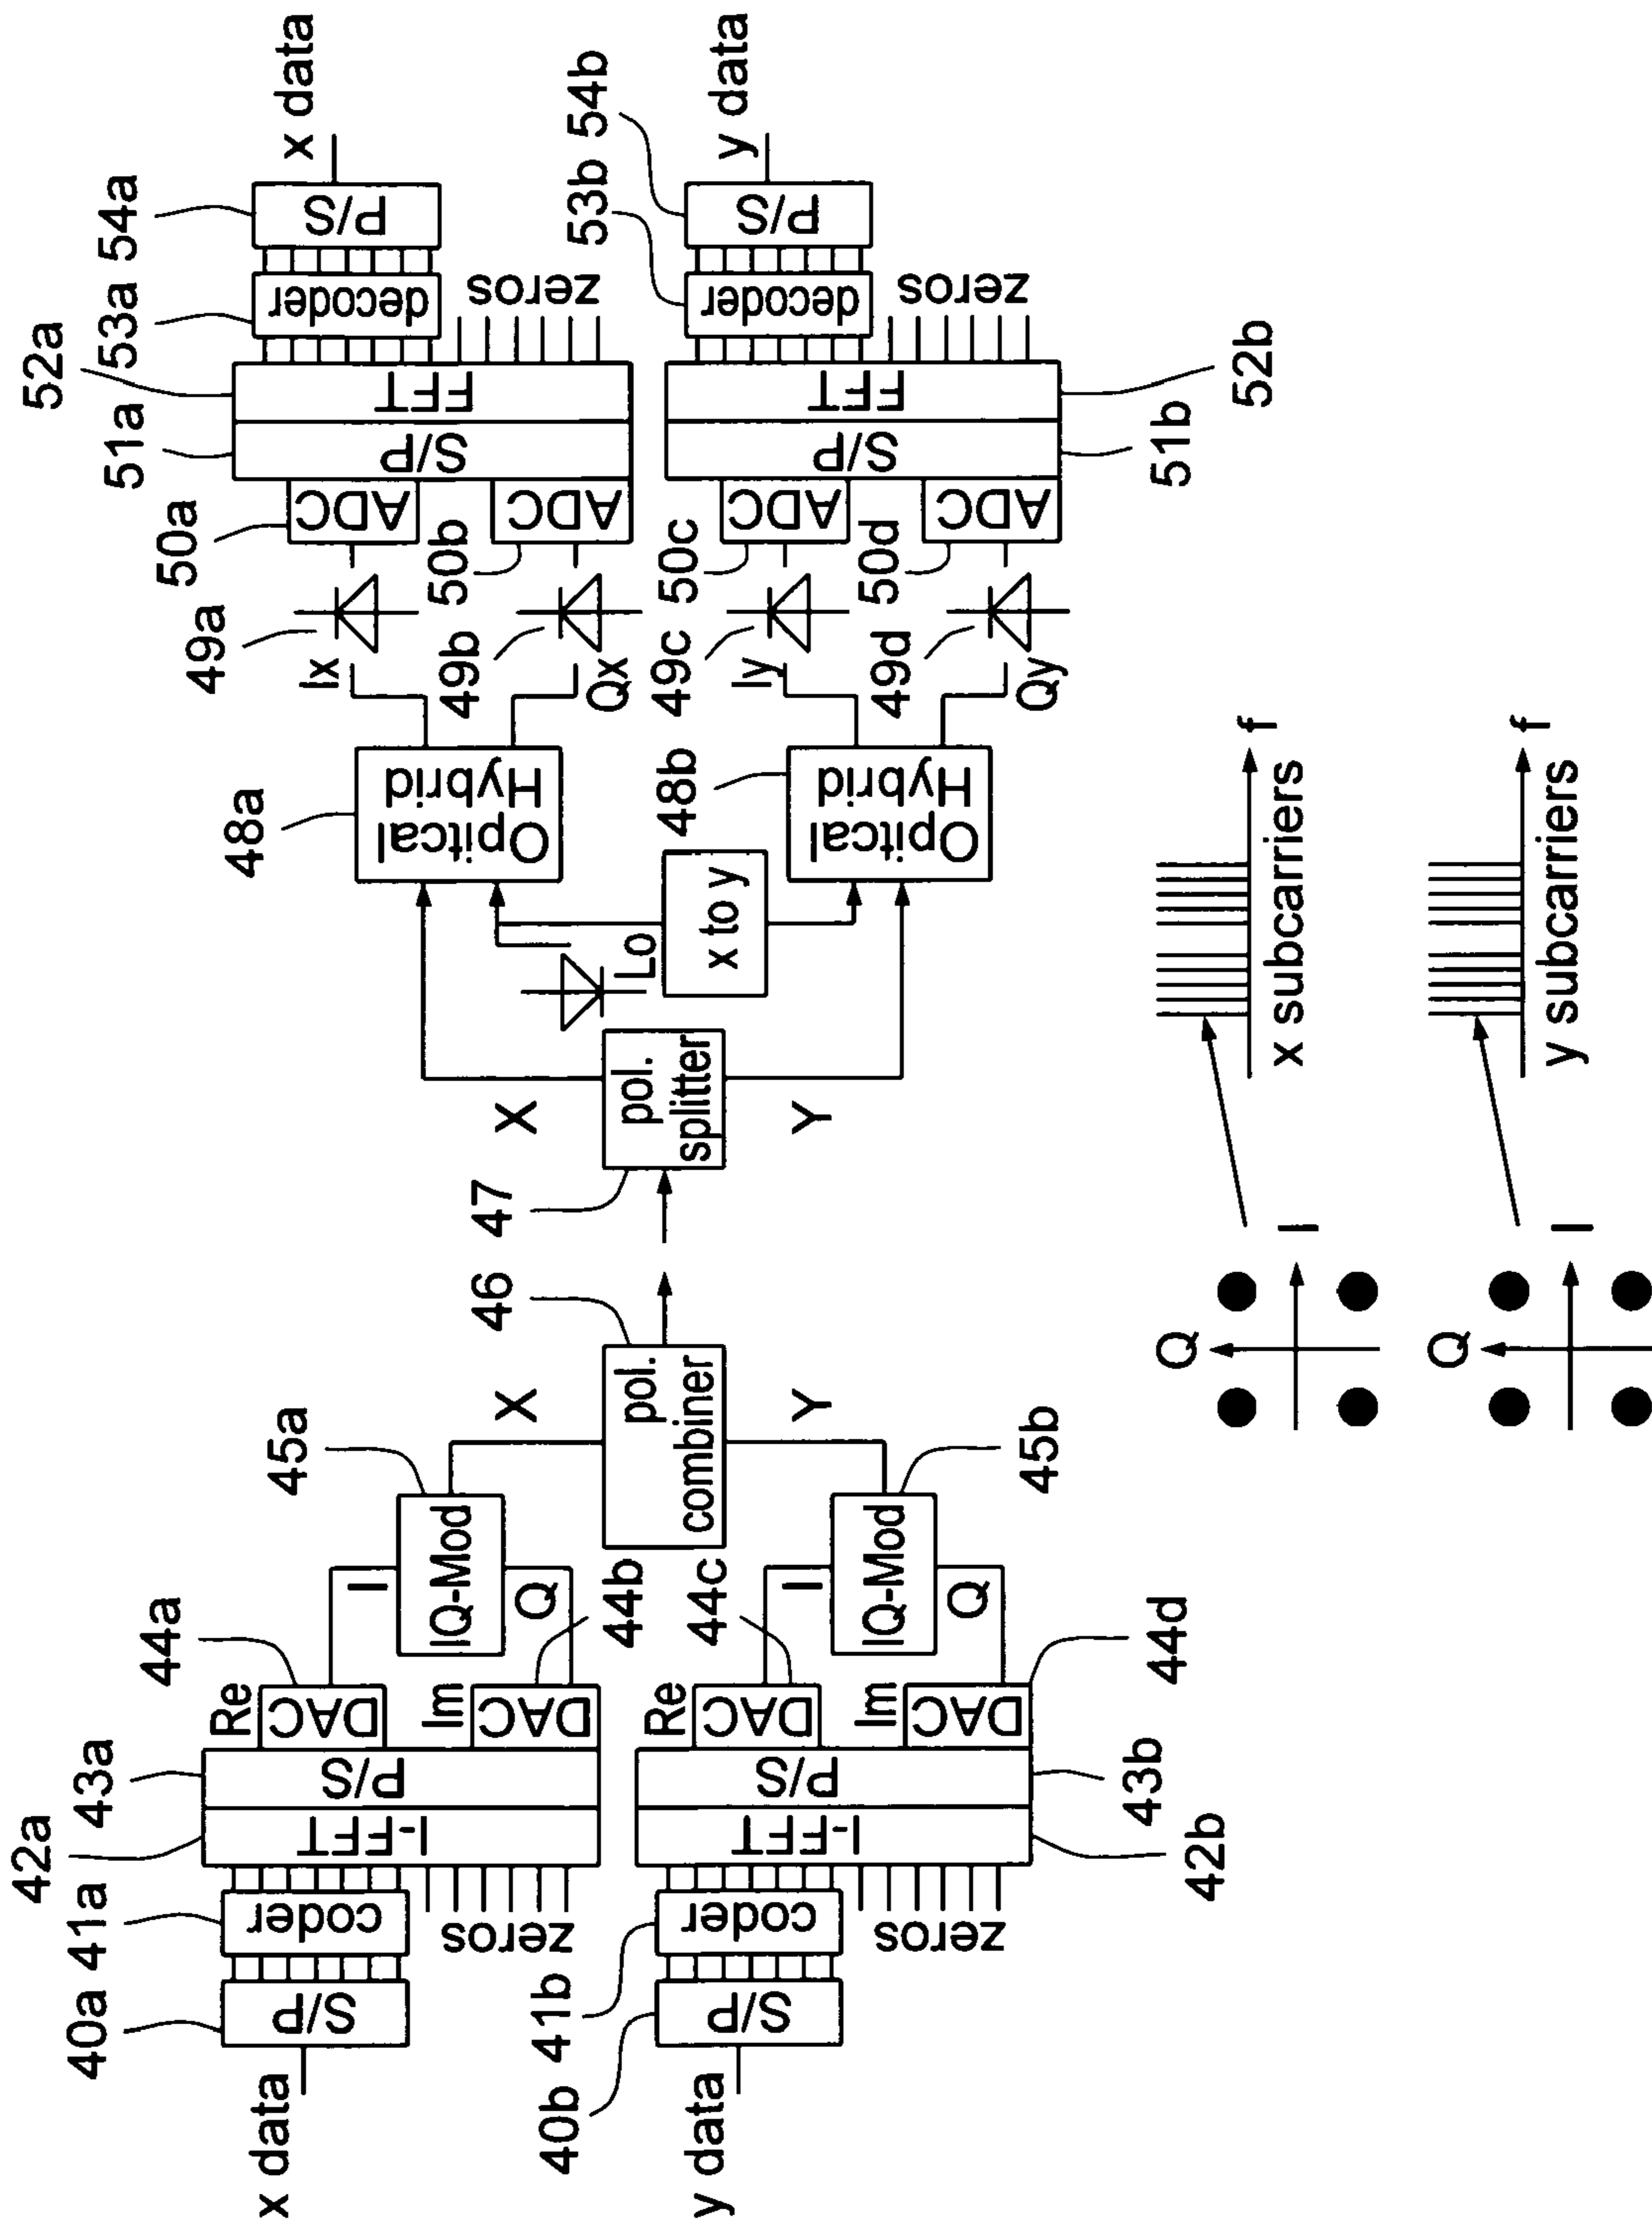 x data
40a
S/P
41a
coder
zeros
42a
I-FFT
43a
P/S
Re
44a
DAC
Im
DAC
44b
I
Q
45a
IQ-Mod
X
y data
40b
S/P
41b
coder
zeros
42b
I-FFT
43b
P/S
Re
44c
DAC
Im
DAC
44d
I
Q
45b
IQ-Mod
Y
46
pol.
combiner
47
pol.
splitter
X
Y
Lo
x to y
48a
Opitcal
Hybrid
Ix
Qx
49a
49b
50a
ADC
50b
ADC
51a
S/P
52a
FFT
zeros
53a
decoder
54a
P/S
x data
48b
Opitcal
Hybrid
Iy
Qy
49c
49d
50c
ADC
50d
ADC
51b
S/P
52b
FFT
zeros
53b
decoder
54b
P/S
y data
Q
I
f
x subcarriers
Q
I
f
y subcarriers